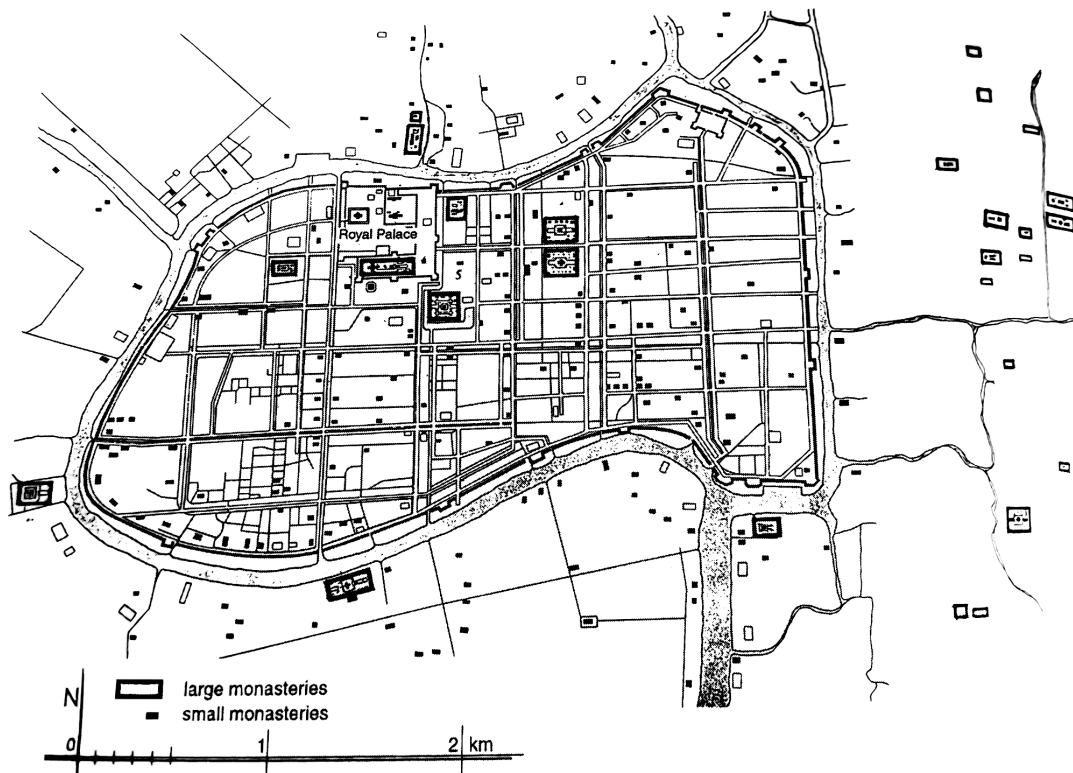 Royal Palace
S
N
large monasteries
small monasteries
0 1 2 km